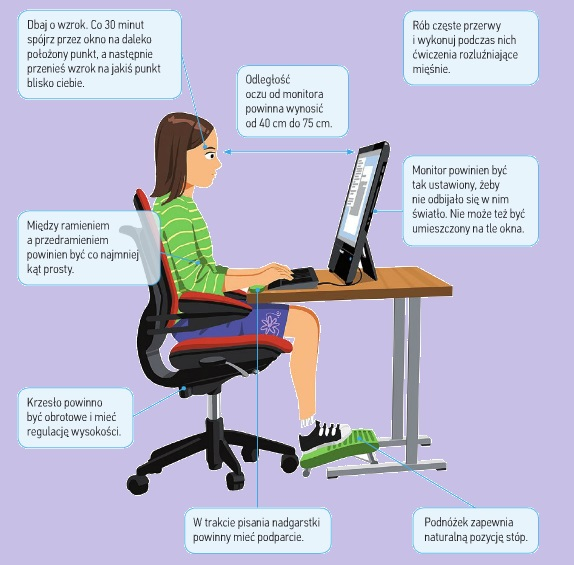 Dbaj o wzrok. Co 30 minut
spójrz przez okno na daleko
położony punkt, a następnie
przenieś wzrok na jakiś punkt
blisko ciebie.
Odległość
oczu od monitora
powinna wynosić
od 40 cm do 75 cm.
Rób częste przerwy
i wykonuj podczas nich
ćwiczenia rozluźniające
mięśnie.
Monitor powinien być
tak ustawiony, żeby
nie odbijało się w nim
światło. Nie może też być
umieszczony na tle okna.
Między ramieniem
a przedramieniem
powinien być co najmniej
kąt prosty.
Krzesło powinno
być obrotowe i mieć
regulację wysokości.
W trakcie pisania nadgarstki
powinny mieć podparcie.
Podnóżek zapewnia
naturalną pozycję stóp.